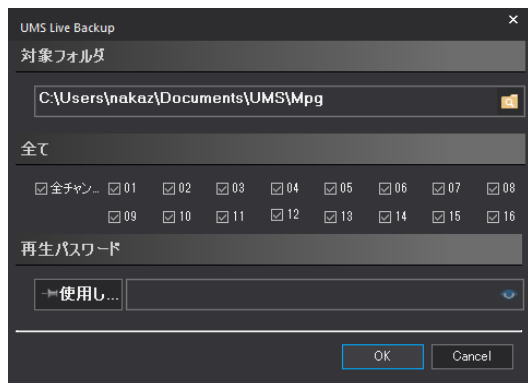 UMS Live Backup
対象フォルダ
C:\Users\nakaz\Documents\UMS\Mpg
全て
全チャン... 01 02 03 04 05 06 07 08
09 10 11 12 13 14 15 16
再生パスワード
使用し...
OK Cancel